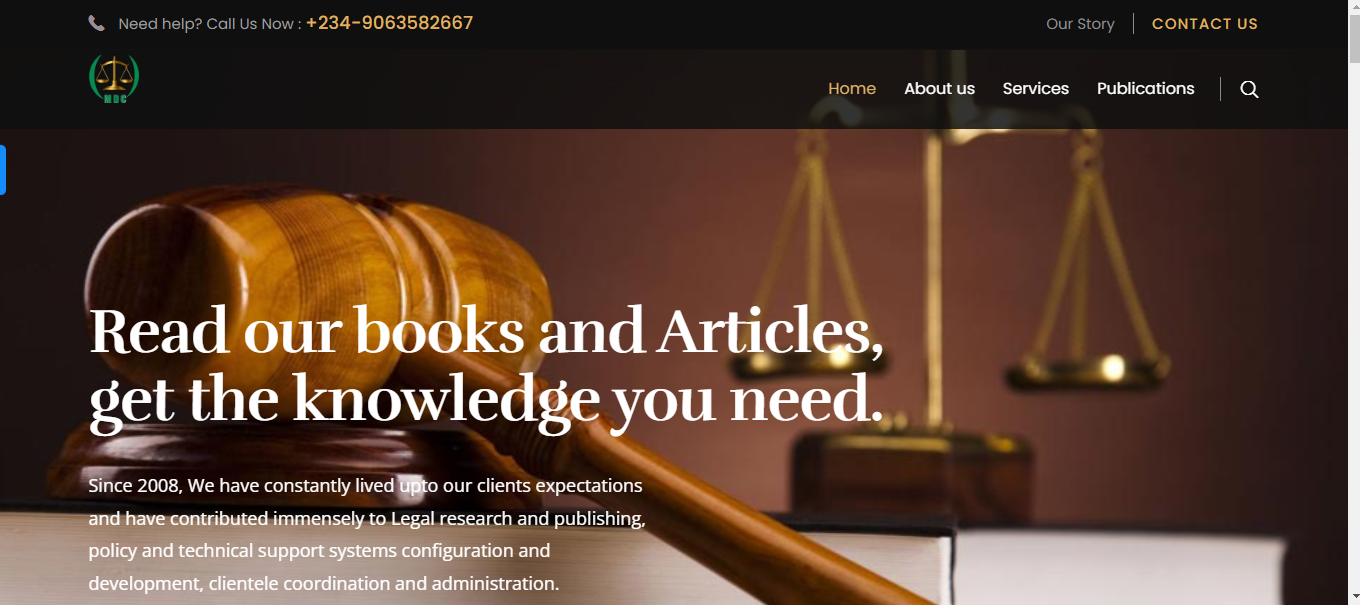 Need help? Call Us Now : +234-9063582667
Our Story
CONTACT US
MDC
Home
About us
Services
Publications
Read our books and Articles,
get the knowledge you need.
Since 2008, We have constantly lived upto our clients expectations
and have contributed immensely to Legal research and publishing,
policy and technical support systems configuration and
development, clientele coordination and administration.